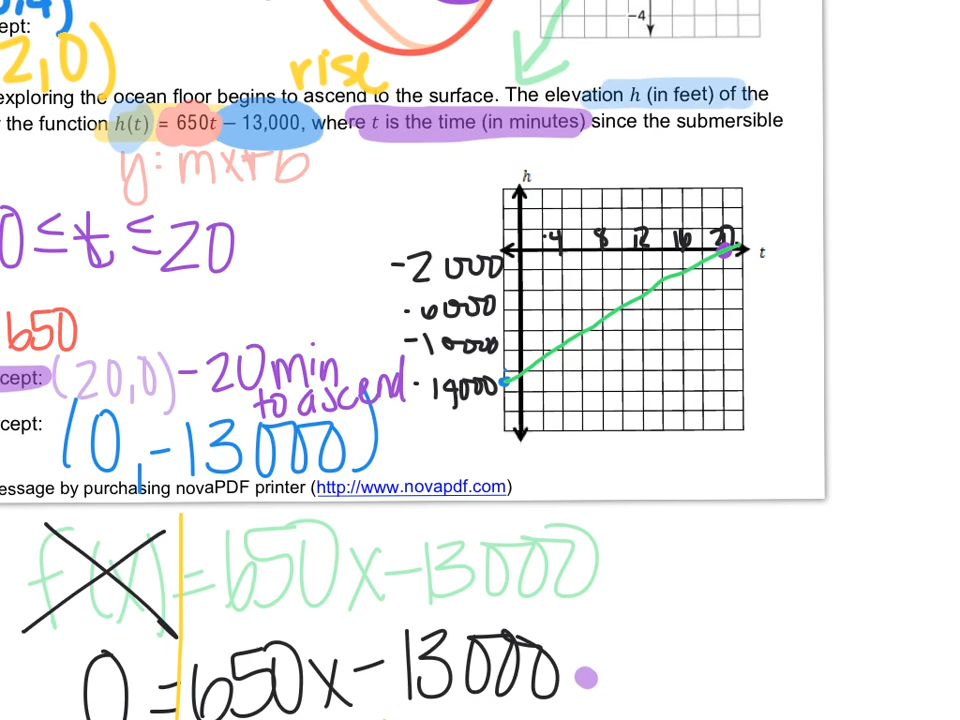 -4
ept:
2,0)
rise
exploring the ocean floor begins to ascend to the surface. The elevation h (in feet) of the
the function h(t) = 650t − 13,000, where t is the time (in minutes) since the submersible
y = mx+b
h
0 ≤ t ≤ 20
4 8 12 16
t
-2000
-6000
650
-10000
cept: (20,0) - 20 min
to ascend
-14000
cept: (0,-13000)
essage by purchasing novaPDF printer (http://www.novapdf.com)
f(x) = 650x-13000
0 = 650x-13000